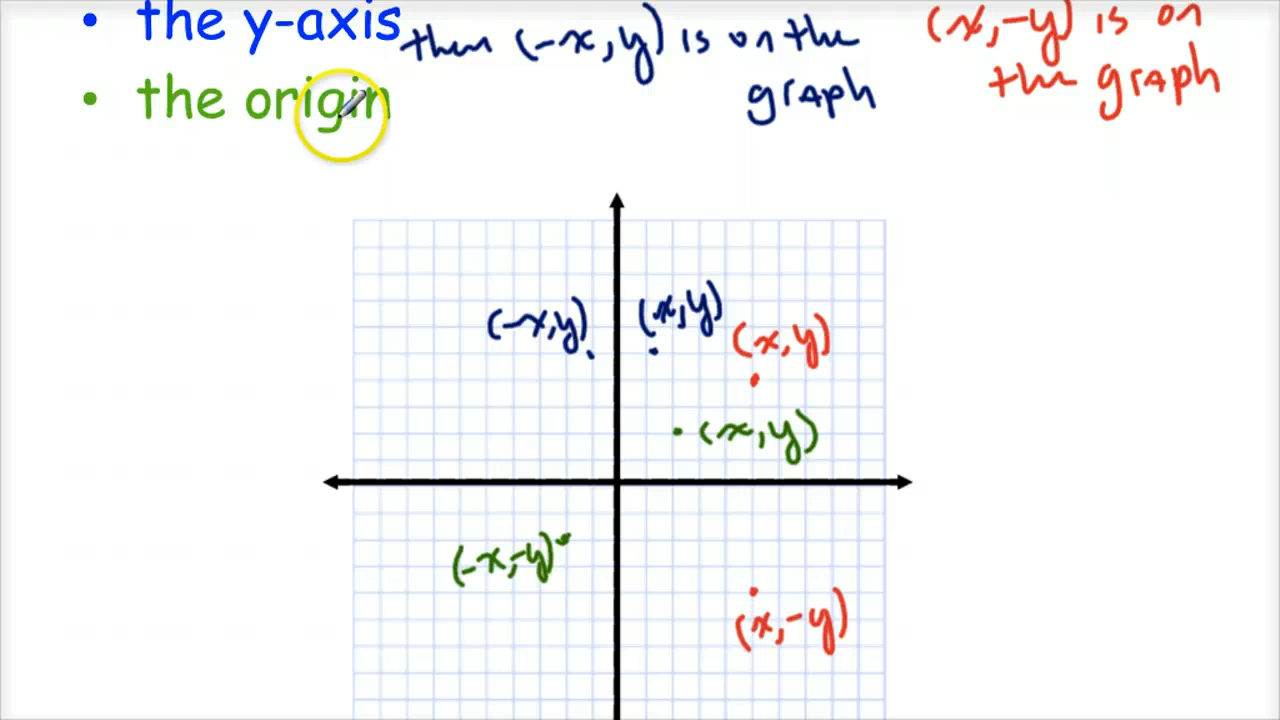 • the y-axis then (-x, y) is on the graph
• the origin
(x, -y) is on
the graph
(-x, y)
(x, y)
(x, y)
(x, y)
(-x, -y)
(x, -y)